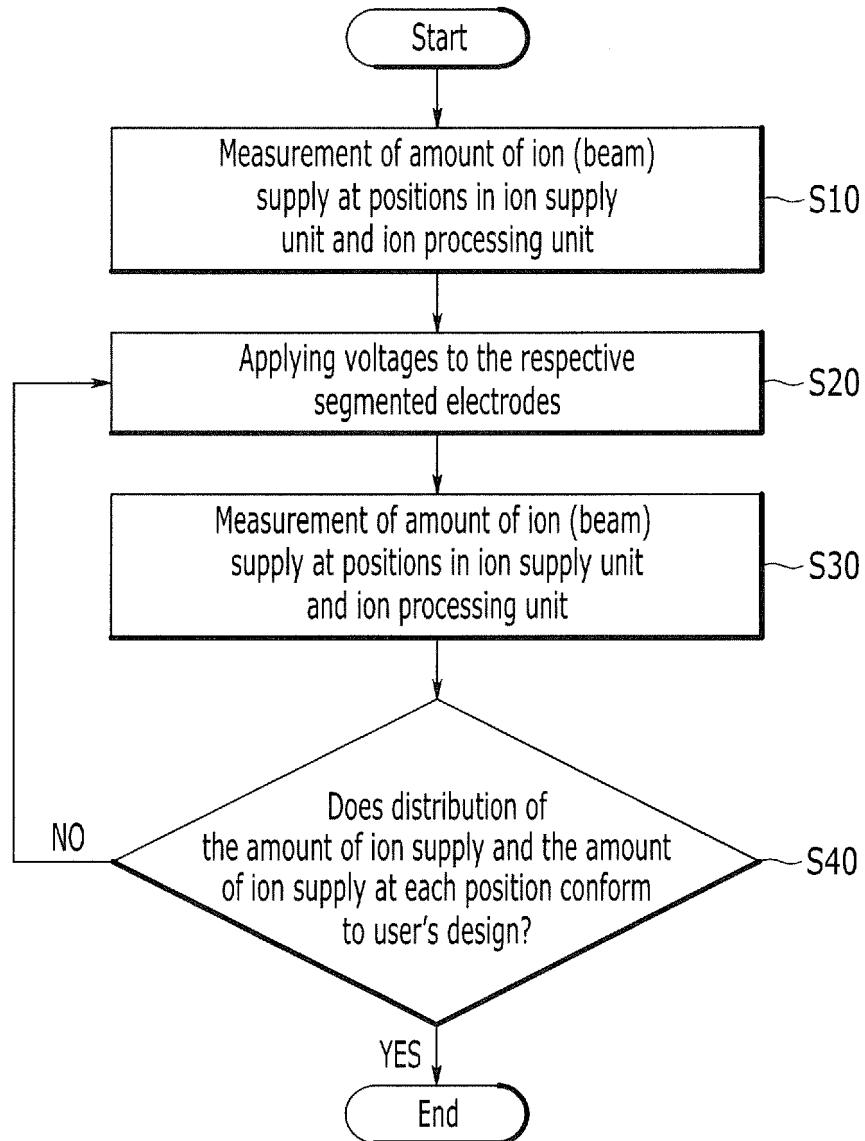 Start
Measurement of amount of ion (beam)
supply at positions in ion supply
unit and ion processing unit
S10
Applying voltages to the respective
segmented electrodes
S20
Measurement of amount of ion (beam)
supply at positions in ion supply unit
and ion processing unit
S30
Does distribution of
the amount of ion supply and the amount
of ion supply at each position conform
to user's design?
S40
NO
YES
End